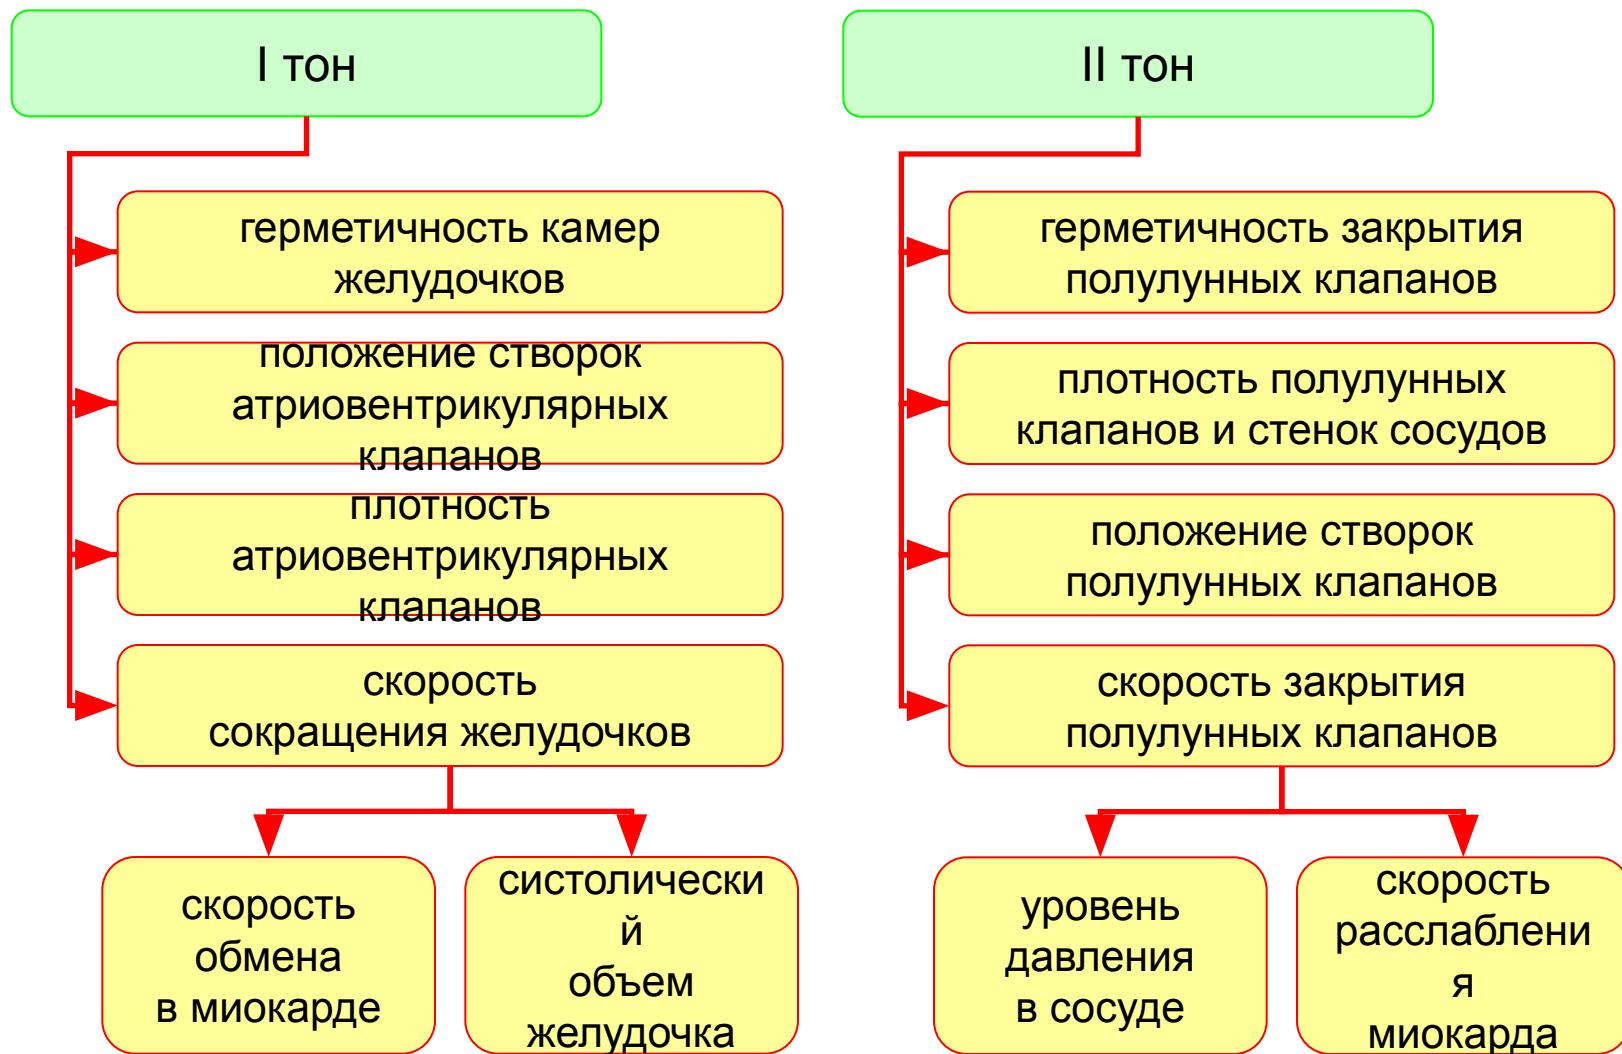 I тон
герметичность камер
желудочков
положение створок
атриовентрикулярных
клапанов
плотность
атриовентрикулярных
клапанов
скорость
сокращения желудочков
скорость
обмена
в миокарде
систолически
й
объем
желудочка
II тон
герметичность закрытия
полулунных клапанов
плотность полулунных
клапанов и стенок сосудов
положение створок
полулунных клапанов
скорость закрытия
полулунных клапанов
уровень
давления
в сосуде
скорость
расслаблени
я
миокарда